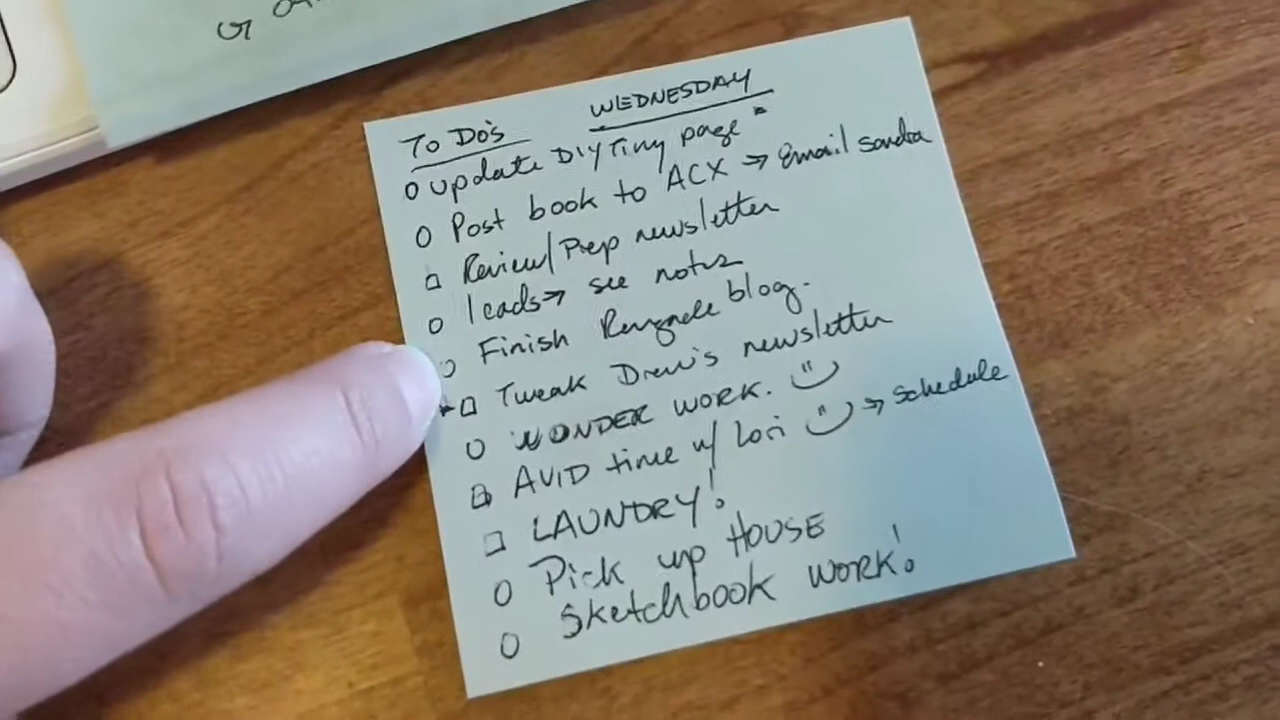 or
To Do's WEDNESDAY
update DIY Tiny page
Post book to ACX → Email sandra
Review/Prep newsletter
leads → see notes
Finish blog.
Tweak Drew's newsletter
WONDER WORK.
AVID time w/ Lori → schedule
LAUNDRY!
Pick up HOUSE
Sketchbook WORK!